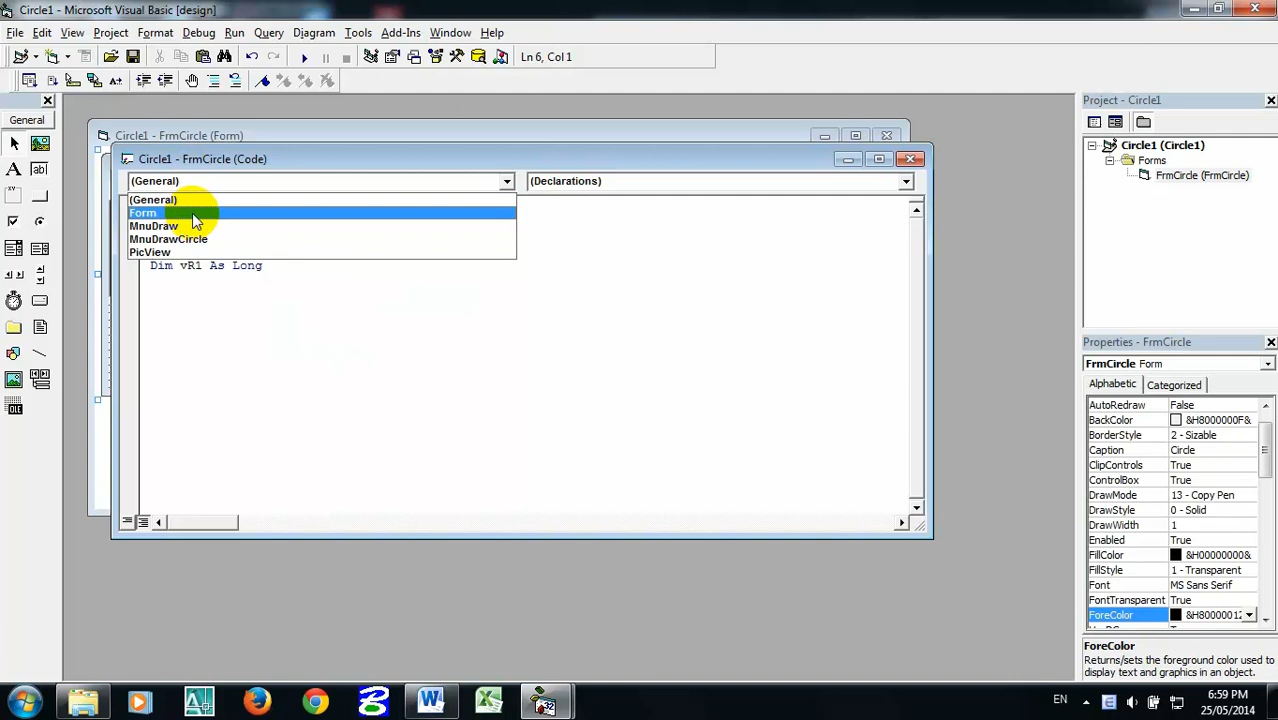 Circle1 - Microsoft Visual Basic [design]
File Edit View Project Format Debug Run Query Diagram Tools Add-Ins Window Help
Ln 6, Col 1
General
Circle1 - FrmCircle (Form)
Circle1 - FrmCircle (Code)
(General)
(Declarations)
(General)
Form
MnuDraw
MnuDrawCircle
PicView
Dim vR1 As Long
A
abl
xv
OLE
Project - Circle1
Circle1 (Circle1)
Forms
FrmCircle (FrmCircle)
Properties - FrmCircle
FrmCircle Form
Alphabetic Categorized
AutoRedraw False
BackColor &H8000000F&
BorderStyle 2 - Sizable
Caption Circle
ClipControls True
ControlBox True
DrawMode 13 - Copy Pen
DrawStyle 0 - Solid
DrawWidth 1
Enabled True
FillColor &H00000000&
FillStyle 1 - Transparent
Font MS Sans Serif
FontTransparent True
ForeColor &H80000012
ForeColor
Returns/sets the foreground color used to
display text and graphics in an object.
EN
6:59 PM
25/05/2014